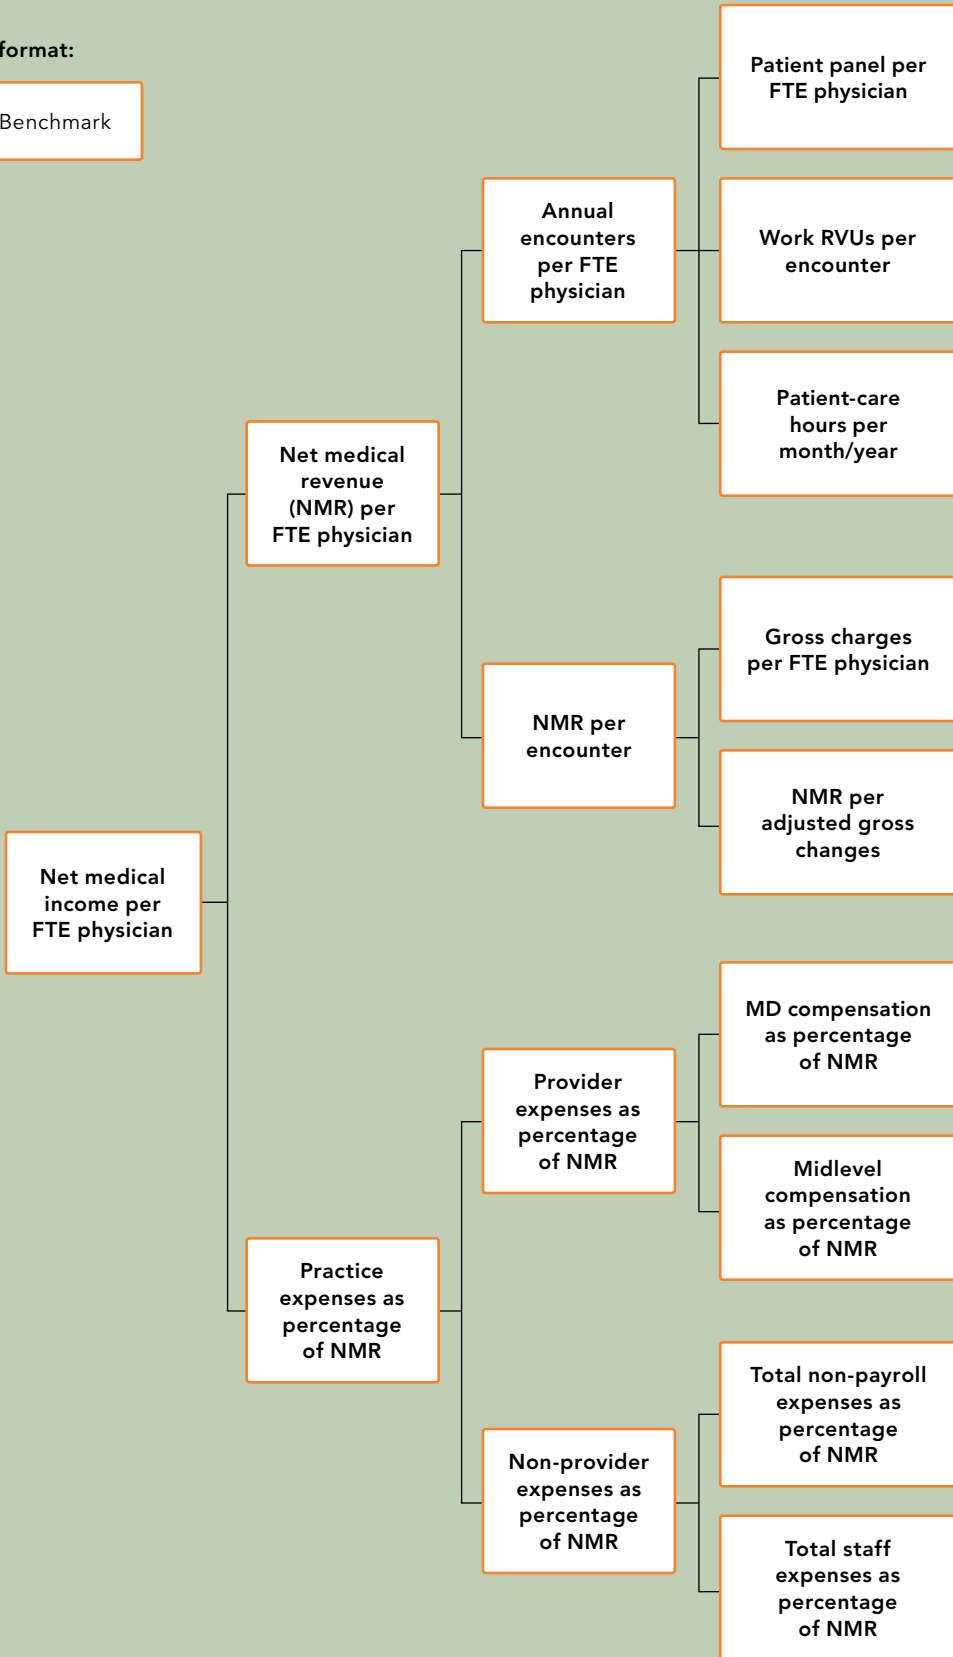 format:
Benchmark
Patient panel per
FTE physician
Annual
encounters
per FTE
physician
Work RVUs per
encounter
Patient-care
hours per
month/year
Net medical
revenue
(NMR) per
FTE physician
Gross charges
per FTE physician
NMR per
encounter
NMR per
adjusted gross
changes
Net medical
income per
FTE physician
MD compensation
as percentage
of NMR
Provider
expenses as
percentage
of NMR
Midlevel
compensation
as percentage
of NMR
Practice
expenses as
percentage
of NMR
Total non-payroll
expenses as
percentage
of NMR
Non-provider
expenses as
percentage
of NMR
Total staff
expenses as
percentage
of NMR